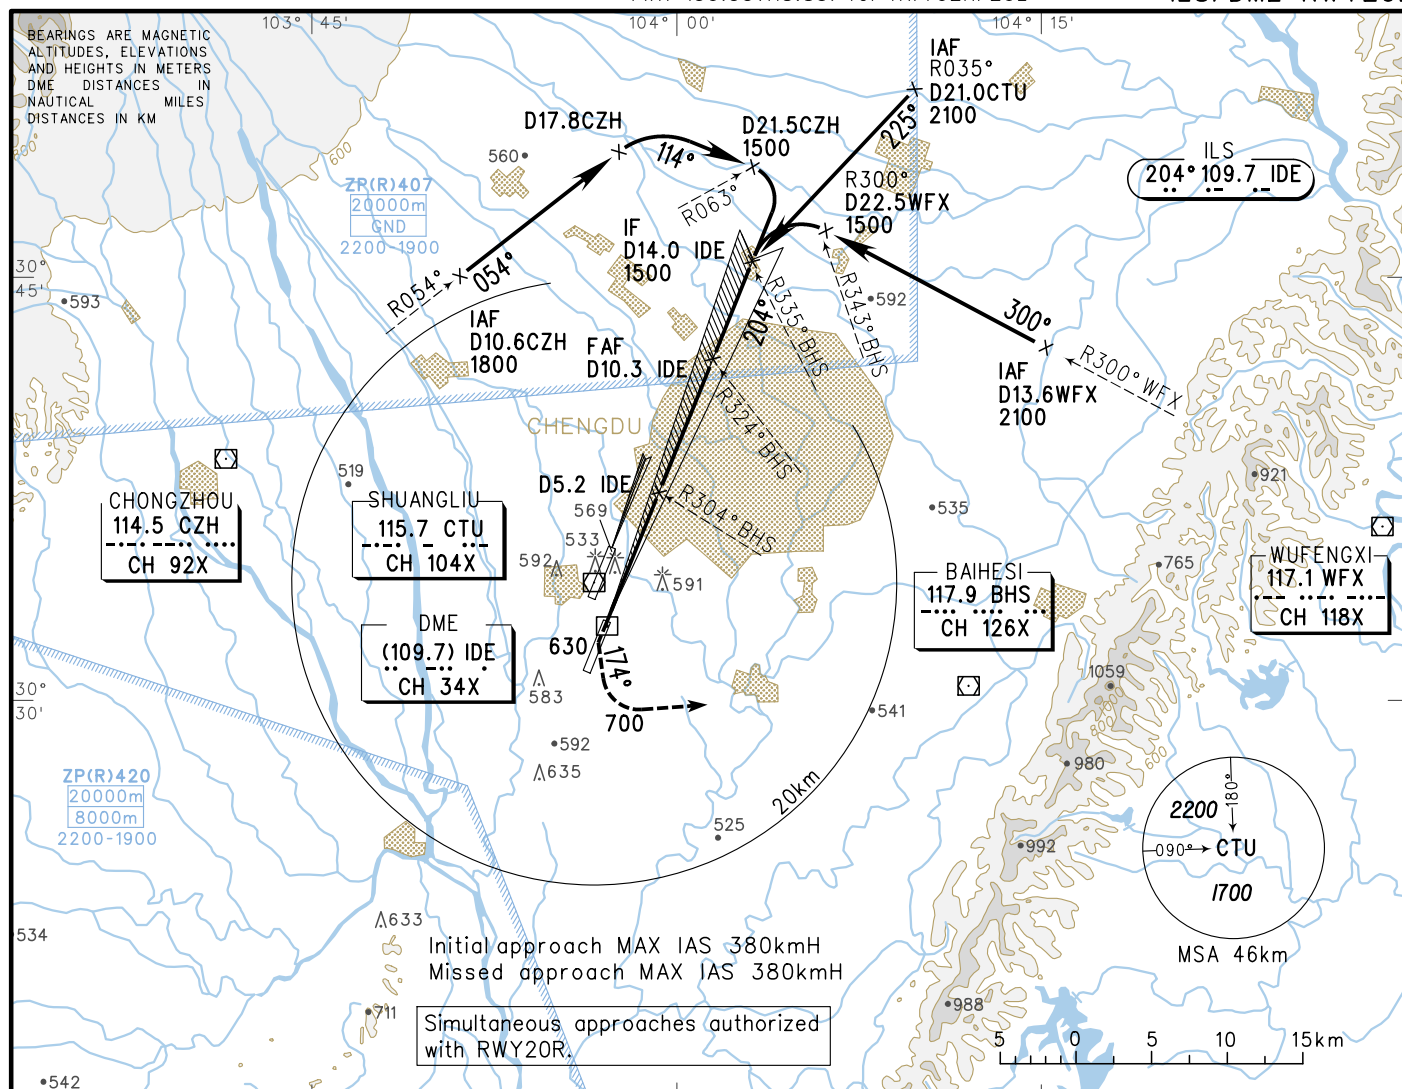 103°45'
104°00'
104°15'
BEARINGS ARE MAGNETIC
ALTITUDES, ELEVATIONS
AND HEIGHTS IN METERS
DME DISTANCES IN
NAUTICAL MILES
DISTANCES IN KM
IAF
R035°
D21.0CTU
2100
225°
D17.8CZH
D21.5CZH
1500
114°
560
600
ILS
204° 109.7 IDE
R300°
D22.5WFX
1500
R063°
ZP(R)407
20000m
GND
2200-1900
IF
D14.0 IDE
1500
R054°
054°
30°
45'
593
R335°BHS
R343°BHS
592
204°
300°
IAF
D10.6CZH
1800
FAF
D10.3 IDE
R300°WFX
IAF
D13.6WFX
2100
600
R324°BHS
CHENGDU
921
519
D5.2 IDE
R304°BHS
535
CHONGZHOU
114.5 CZH
CH 92X
SHUANGLIU
115.7 CTU
CH 104X
569
533
592
591
765
BAIHESI
117.9 BHS
CH 126X
WUFENGXI
117.1 WFX
CH 118X
DME
(109.7) IDE
CH 34X
630
174°
583
700
30°
30'
1059
800
600
541
592
635
980
ZP(R)420
20000m
8000m
2200-1900
20km
525
992
2200
180°
090°
CTU
1700
MSA 46km
633
534
Initial approach MAX IAS 380kmH
Missed approach MAX IAS 380kmH
711
988
Simultaneous approaches authorized
with RWY20R.
5 0 5 10 15km
542